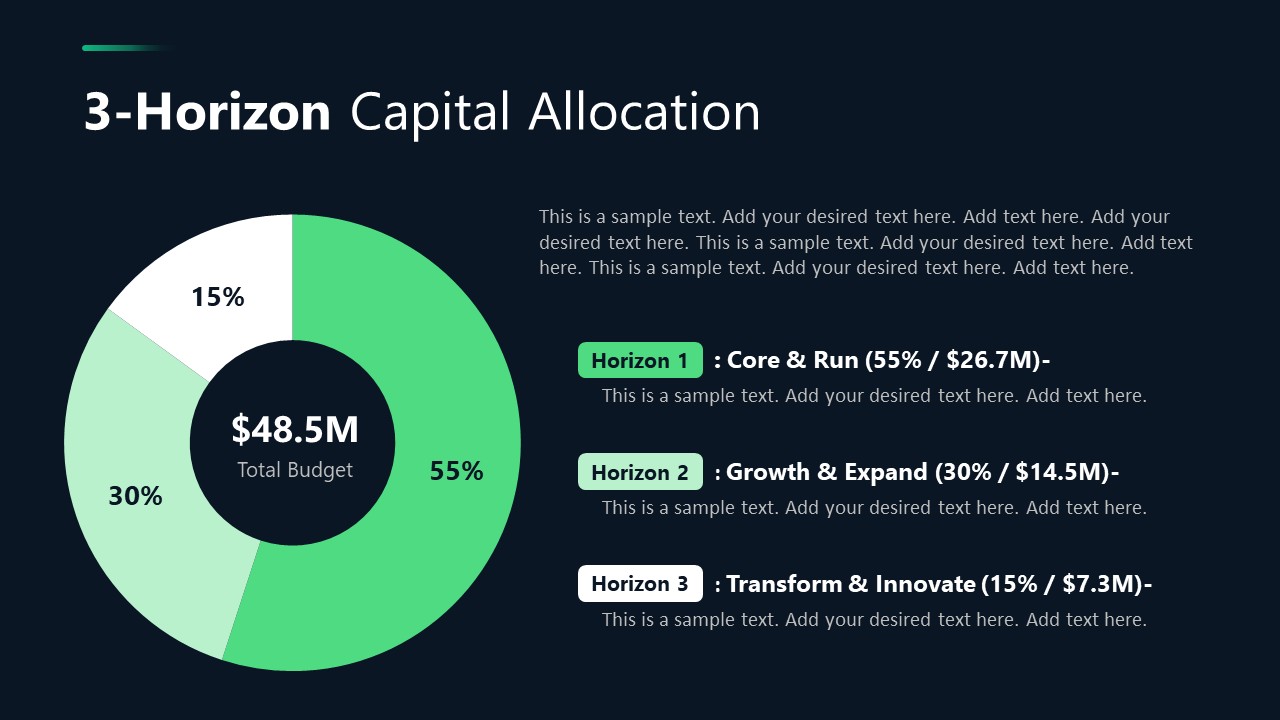 3-Horizon Capital Allocation
This is a sample text. Add your desired text here. Add text here. Add your
desired text here. This is a sample text. Add your desired text here. Add text
here. This is a sample text. Add your desired text here. Add text here.
15%
30%
55%
$48.5M
Total Budget
Horizon 1 : Core & Run (55% / $26.7M)-
This is a sample text. Add your desired text here. Add text here.
Horizon 2 : Growth & Expand (30% / $14.5M)-
This is a sample text. Add your desired text here. Add text here.
Horizon 3 : Transform & Innovate (15% / $7.3M)-
This is a sample text. Add your desired text here. Add text here.